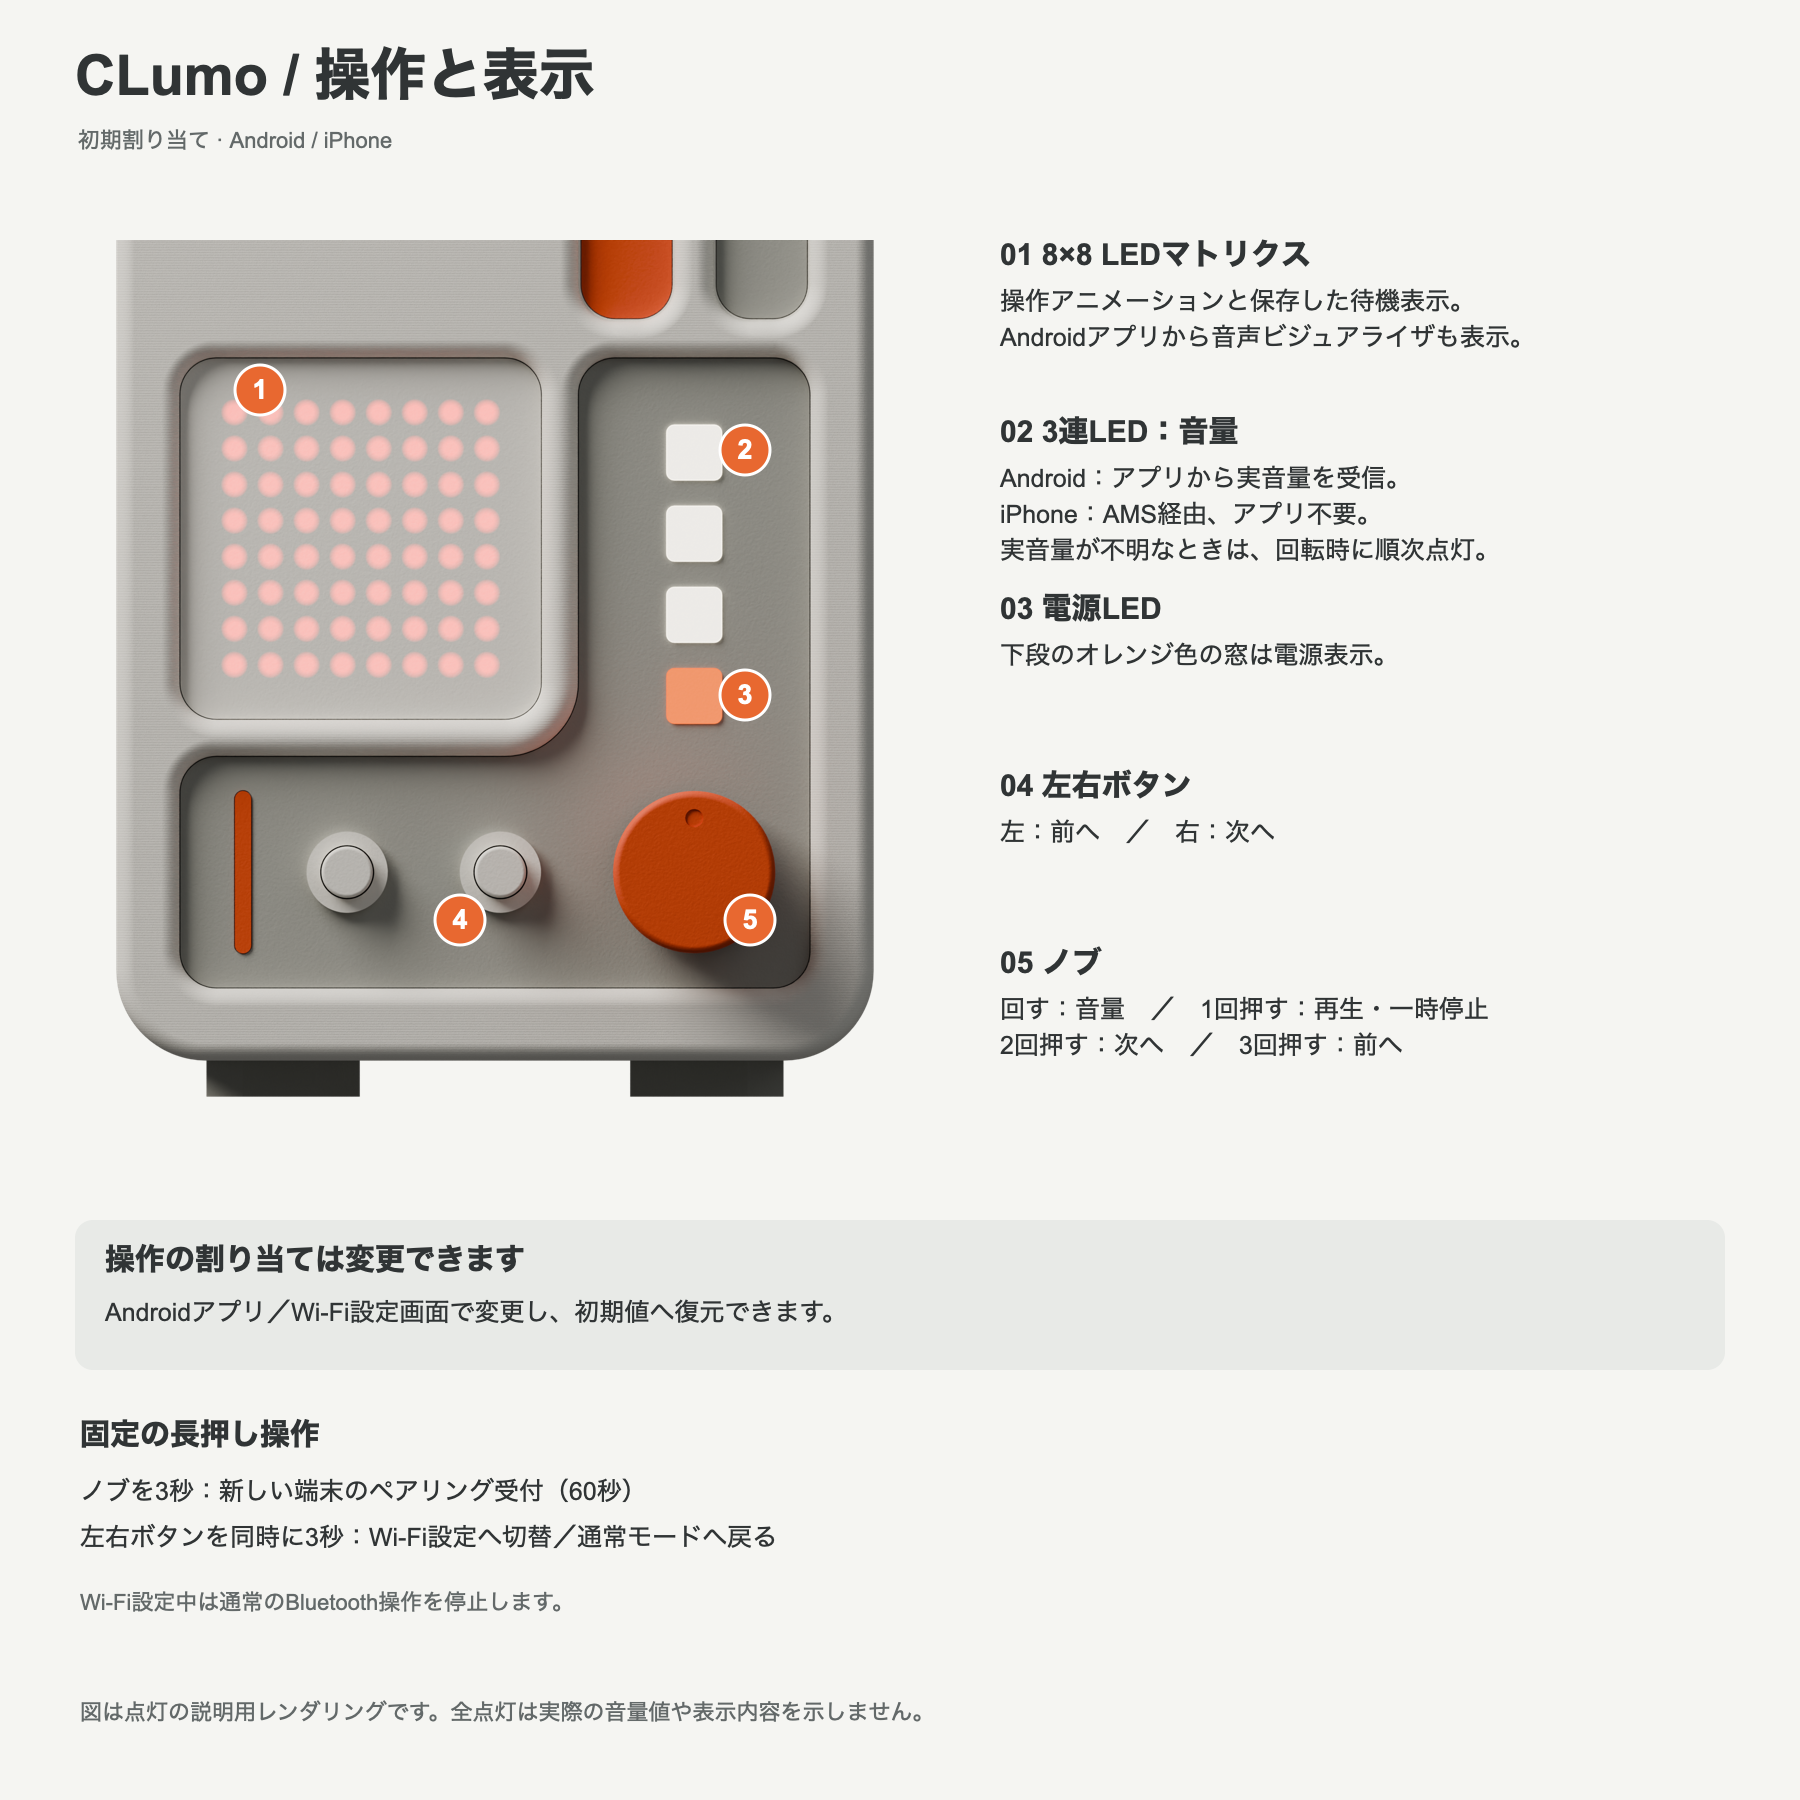 CLumo / 操作と表示
初期割り当て · Android / iPhone
1
2
3
4
5
01 8×8 LEDマトリクス
操作アニメーションと保存した待機表示。
Androidアプリから音声ビジュアライザも表示。
02 3連LED：音量
Android：アプリから実音量を受信。
iPhone：AMS経由、アプリ不要。
実音量が不明なときは、回転時に順次点灯。
03 電源LED
下段のオレンジ色の窓は電源表示。
04 左右ボタン
左：前へ　／　右：次へ
05 ノブ
回す：音量　／　1回押す：再生・一時停止
2回押す：次へ　／　3回押す：前へ
操作の割り当ては変更できます
Androidアプリ／Wi-Fi設定画面で変更し、初期値へ復元できます。
固定の長押し操作
ノブを3秒：新しい端末のペアリング受付（60秒）
左右ボタンを同時に3秒：Wi-Fi設定へ切替／通常モードへ戻る
Wi-Fi設定中は通常のBluetooth操作を停止します。
図は点灯の説明用レンダリングです。全点灯は実際の音量値や表示内容を示しません。